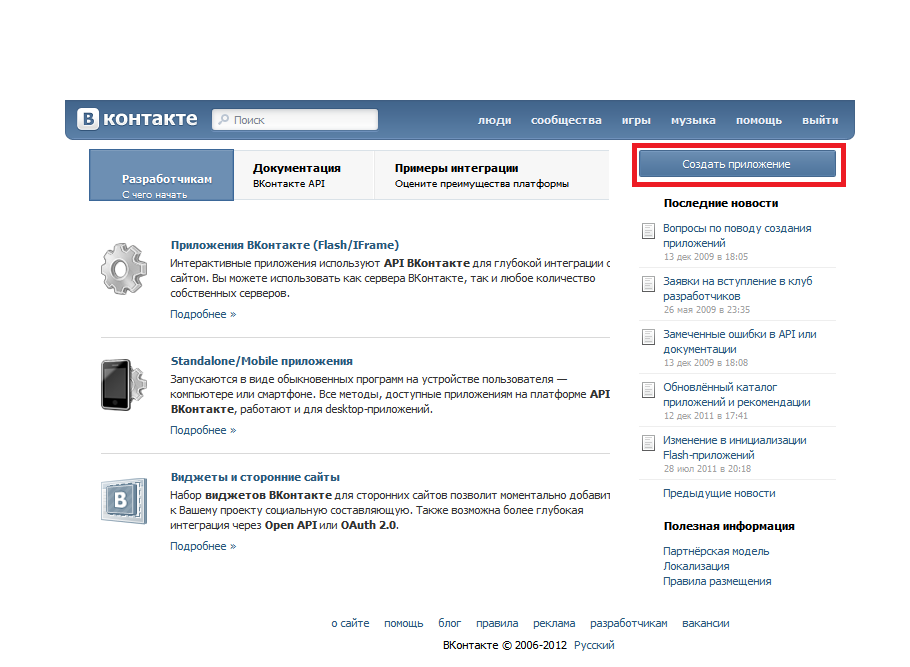 В контакте
Поиск
люди сообщества игры музыка помощь выйти
Разработчикам
С чего начать
Документация
ВКонтакте API
Примеры интеграции
Оцените преимущества платформы
Создать приложение
Приложения ВКонтакте (Flash/IFrame)
Интерактивные приложения используют API ВКонтакте для глубокой интеграции с
сайтом. Вы можете использовать как сервера ВКонтакте, так и любое количество
собственных серверов.
Подробнее »
Standalone/Mobile приложения
Запускаются в виде обыкновенных программ на устройстве пользователя —
компьютере или смартфоне. Все методы, доступные приложениям на платформе API
ВКонтакте, работают и для desktop-приложений.
Подробнее »
В
Виджеты и сторонние сайты
Набор виджетов ВКонтакте для сторонних сайтов позволит моментально добавит
к Вашему проекту социальную составляющую. Также возможна более глубокая
интеграция через Open API или OAuth 2.0.
Подробнее »
Последние новости
Вопросы по поводу создания
приложений
13 дек 2009 в 18:05
Заявки на вступление в клуб
разработчиков
26 мая 2009 в 23:35
Замеченные ошибки в API или
документации
13 дек 2009 в 18:08
Обновлённый каталог
приложений и рекомендации
12 дек 2011 в 17:41
Изменение в инициализации
Flash-приложений
28 июл 2011 в 20:18
Предыдущие новости
Полезная информация
Партнёрская модель
Локализация
Правила размещения
о сайте помощь блог правила реклама разработчикам вакансии
ВКонтакте © 2006-2012 Русский